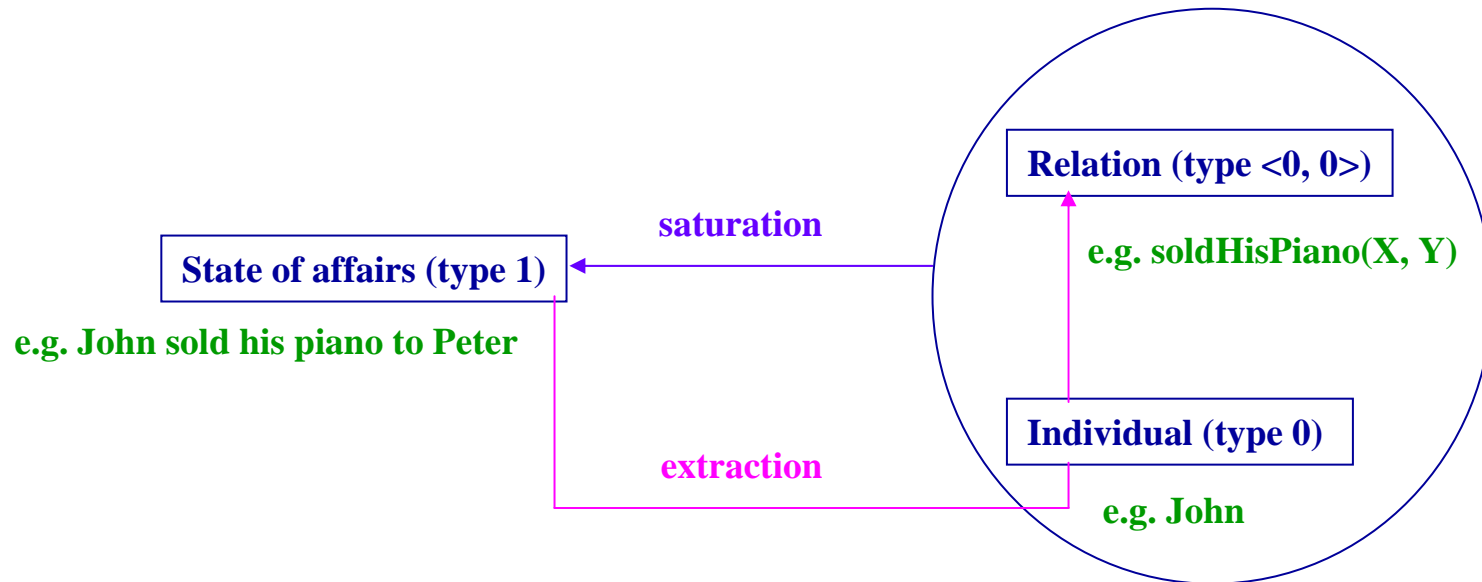 Relation (type <0, 0>)
saturation
e.g. soldHisPiano(X, Y)
State of affairs (type 1)
e.g. John sold his piano to Peter
Individual (type 0)
extraction
e.g. John